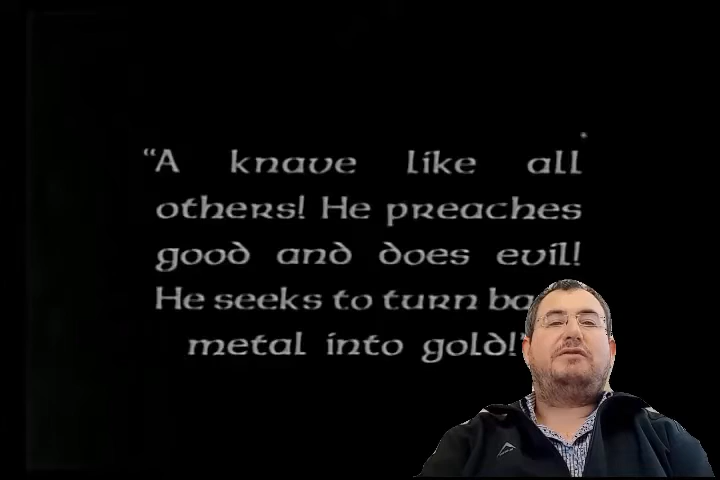 “A knave like all
others! He preaches
good and does evil!
He seeks to turn
metal into gold!